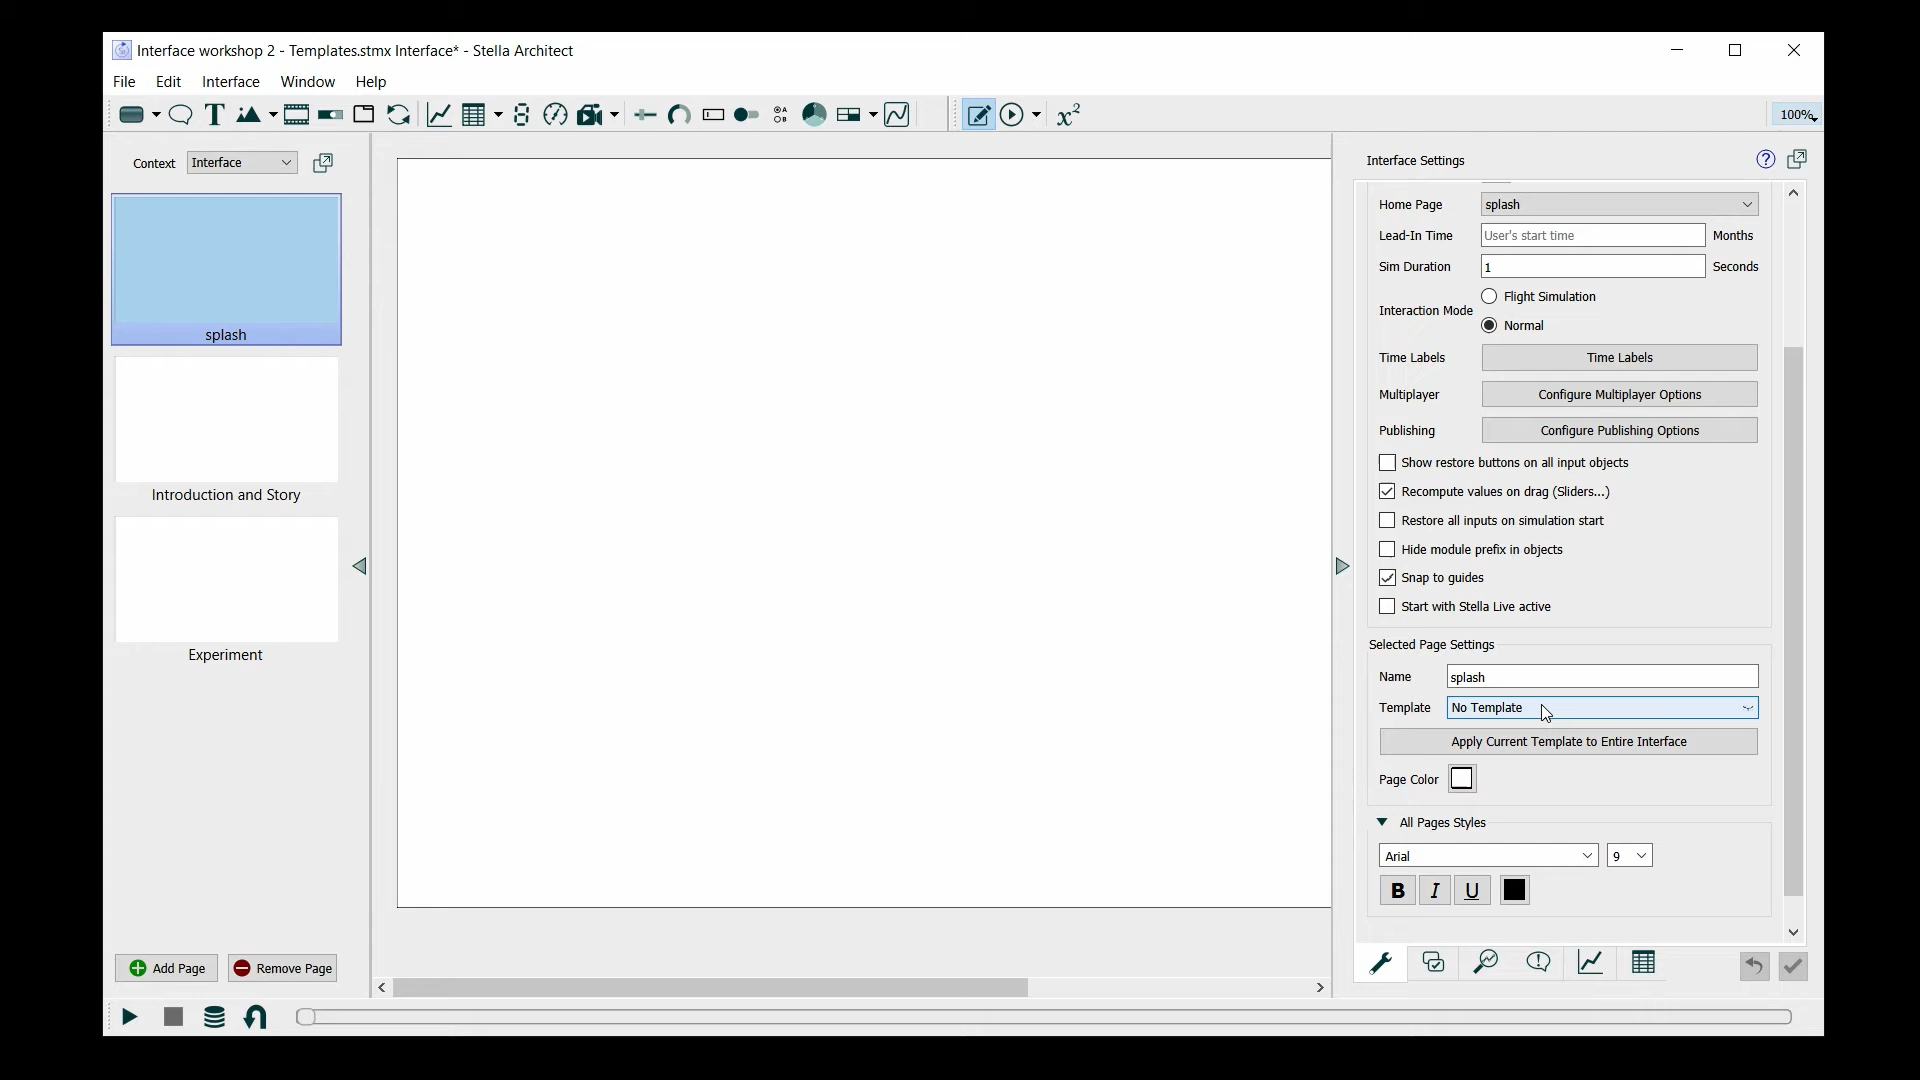 Interface workshop 2 - Templates.stmx Interface* - Stella Architect
File Edit Interface Window Help
T
A
B
x²
100%
Context Interface
splash
Introduction and Story
Experiment
Add Page Remove Page
Interface Settings
?
Home Page splash
Lead-In Time User's start time Months
Sim Duration 1 Seconds
Interaction Mode
Flight Simulation
Normal
Time Labels Time Labels
Multiplayer Configure Multiplayer Options
Publishing Configure Publishing Options
Show restore buttons on all input objects
Recompute values on drag (Sliders...)
Restore all inputs on simulation start
Hide module prefix in objects
Snap to guides
Start with Stella Live active
Selected Page Settings
Name splash
Template No Template
Apply Current Template to Entire Interface
Page Color
All Pages Styles
Arial 9
B I U